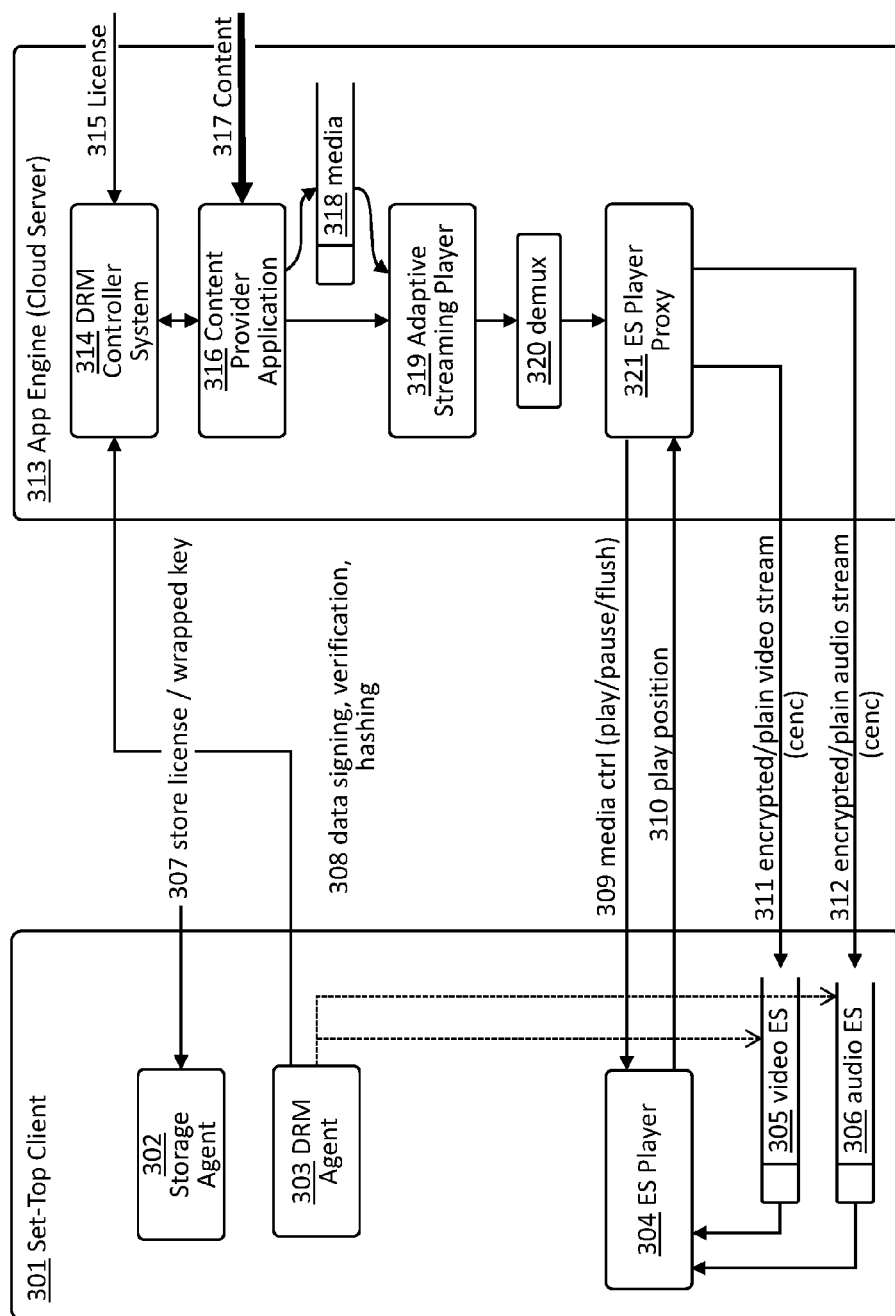 301 Set-Top Client
302
Storage
Agent
303 DRM
Agent
304 ES Player
305 video ES
306 audio ES
307 store license / wrapped key
308 data signing, verification,
hashing
309 media ctrl (play/pause/flush)
310 play position
311 encrypted/plain video stream
(cenc)
312 encrypted/plain audio stream
(cenc)
313 App Engine (Cloud Server)
314 DRM
Controller
System
315 License
316 Content
Provider
Application
317 Content
318 media
319 Adaptive
Streaming Player
320 demux
321 ES Player
Proxy